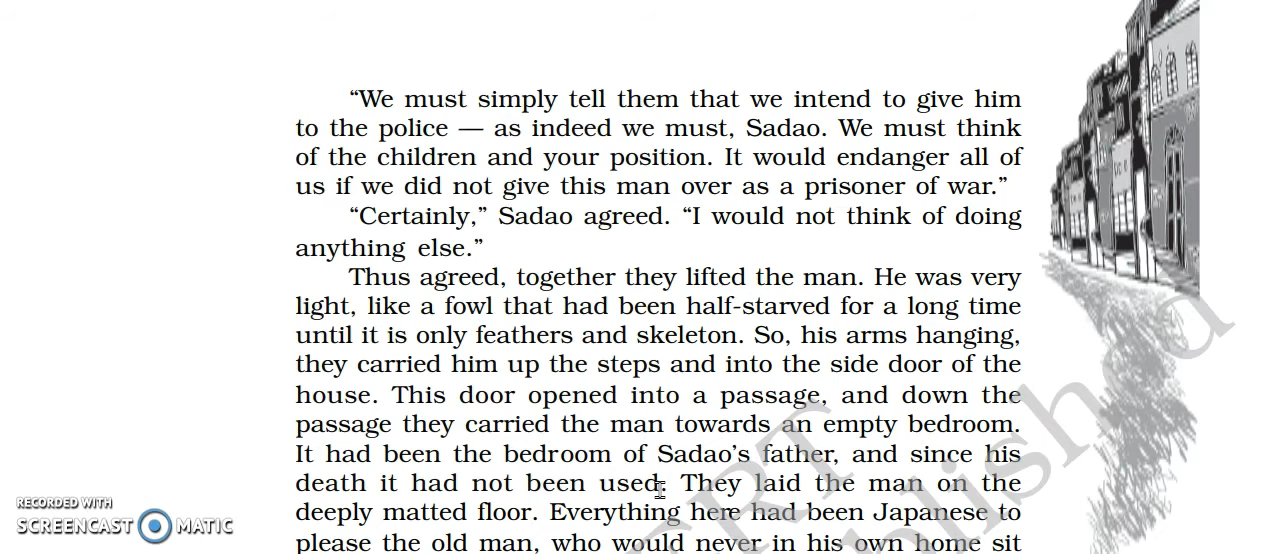 “We must simply tell them that we intend to give him
to the police — as indeed we must, Sadao. We must think
of the children and your position. It would endanger all of
us if we did not give this man over as a prisoner of war.”
“Certainly,” Sadao agreed. “I would not think of doing
anything else.”
Thus agreed, together they lifted the man. He was very
light, like a fowl that had been half-starved for a long time
until it is only feathers and skeleton. So, his arms hanging,
they carried him up the steps and into the side door of the
house. This door opened into a passage, and down the
passage they carried the man towards an empty bedroom.
It had been the bedroom of Sadao’s father, and since his
death it had not been used. They laid the man on the
deeply matted floor. Everything here had been Japanese to
please the old man, who would never in his own home sit
RECORDED WITH
SCREENCAST MATIC